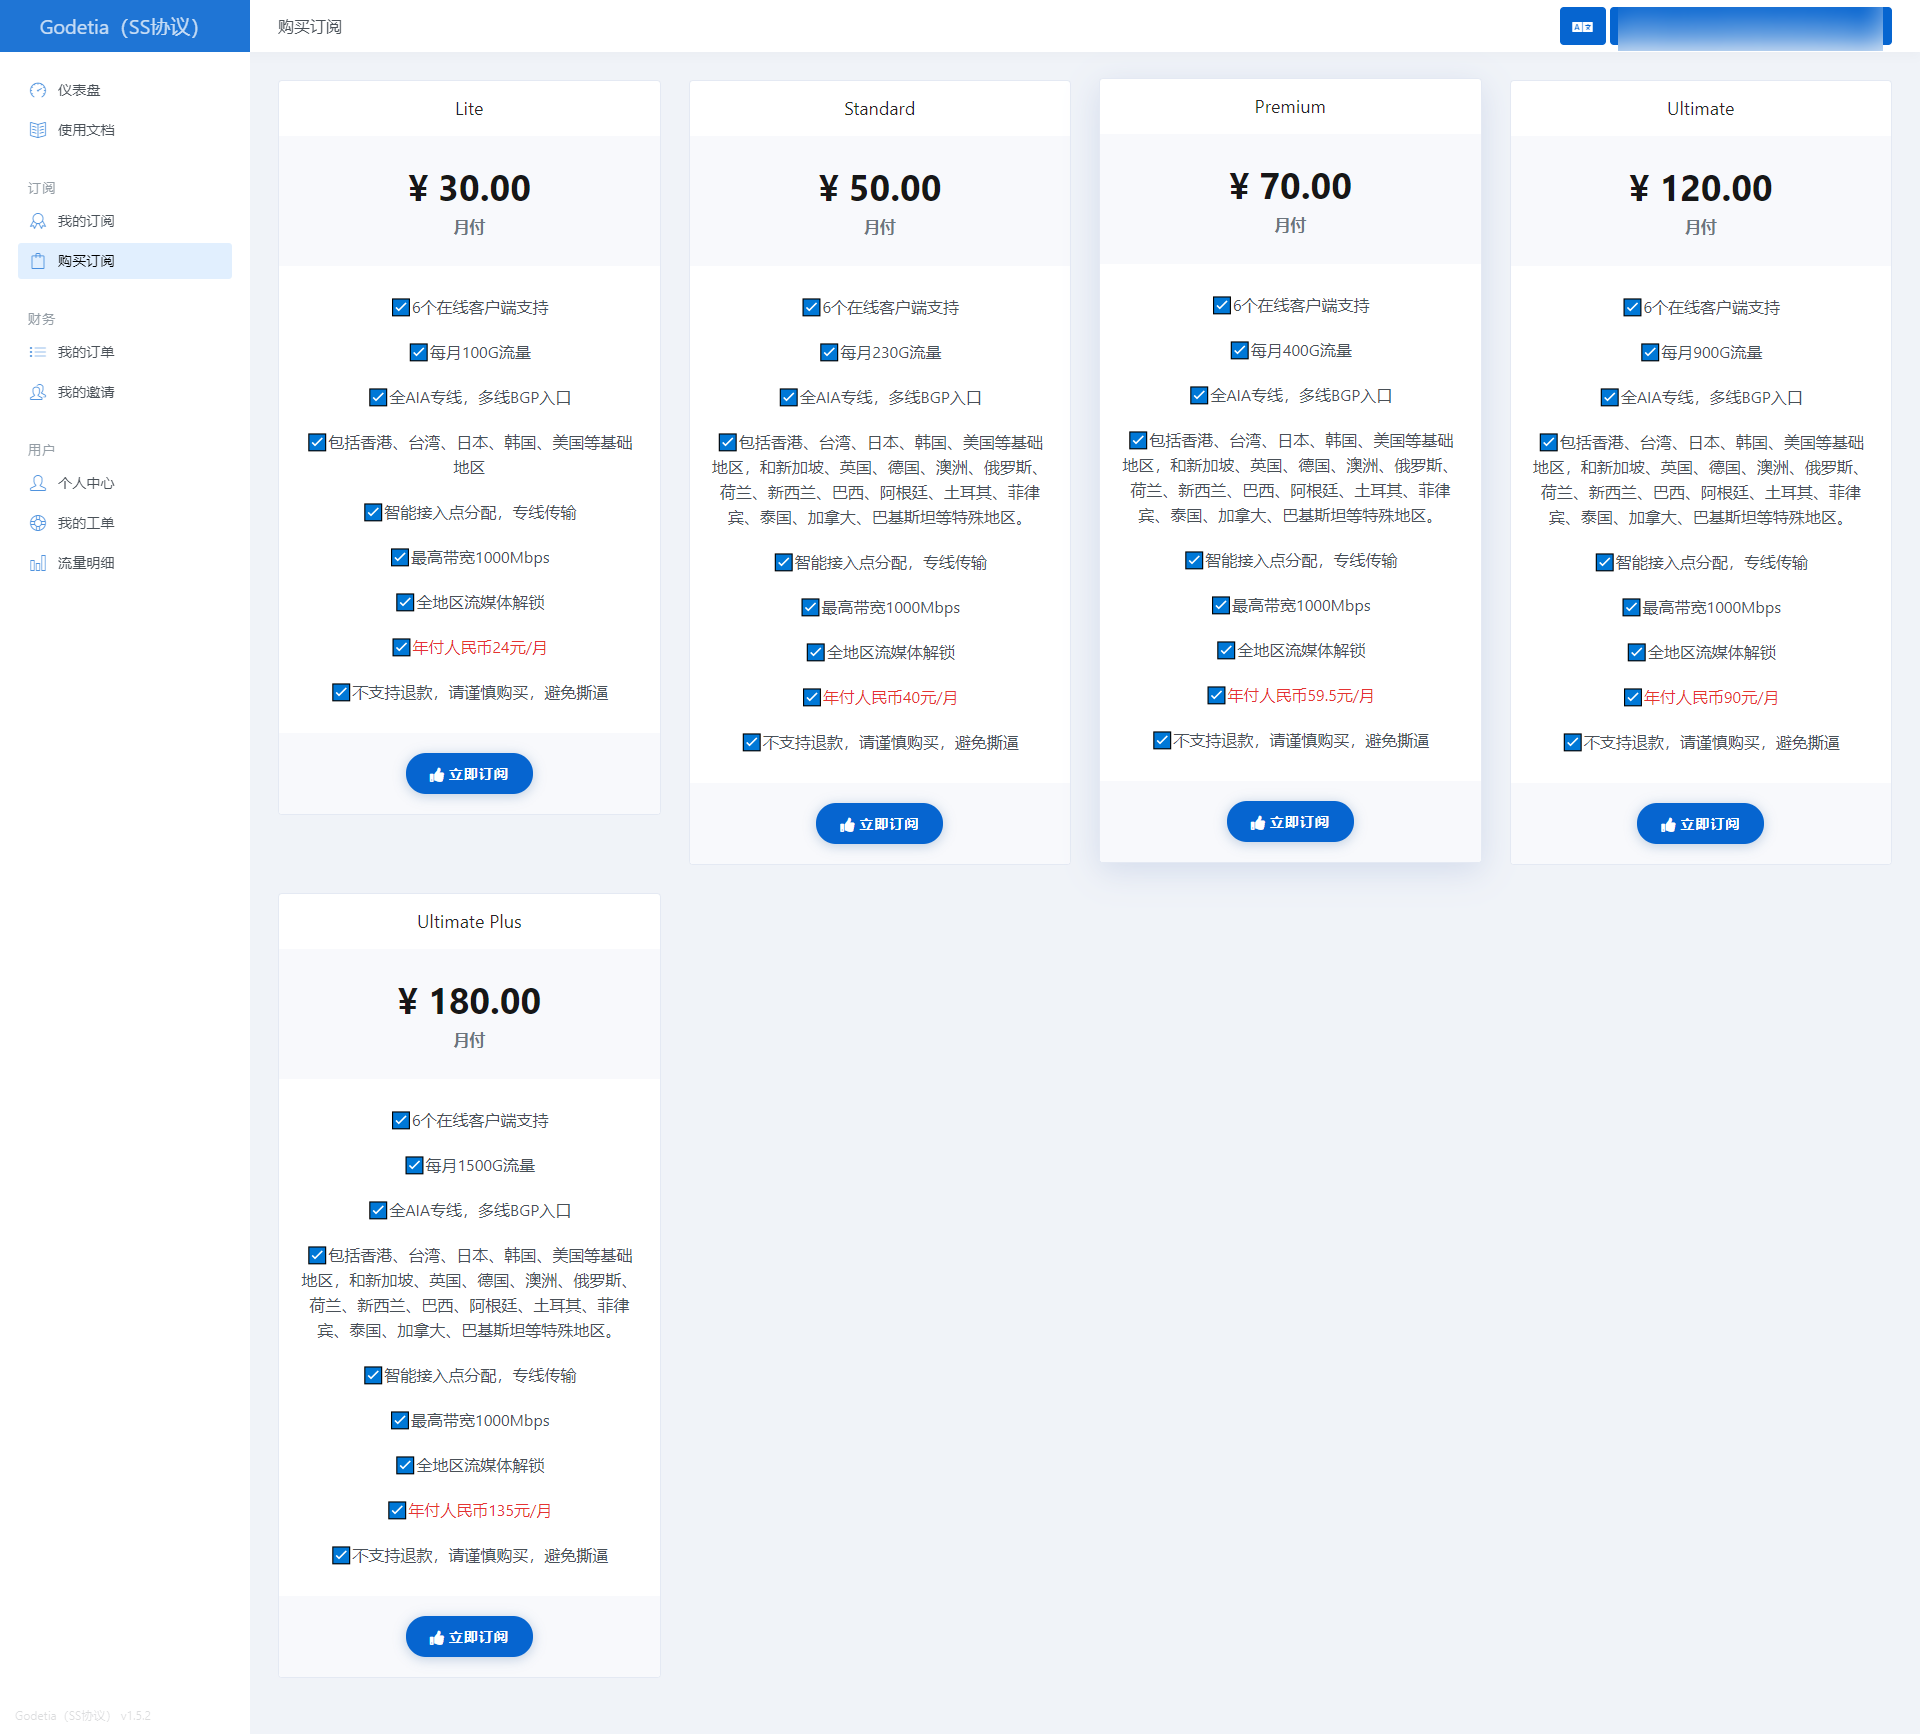 Godetia（SS协议）
购买订阅
仪表盘
使用文档
订阅
我的订阅
购买订阅
财务
我的订单
我的邀请
用户
个人中心
我的工单
流量明细
Lite
¥ 30.00
月付
6个在线客户端支持
每月100G流量
全AIA专线，多线BGP入口
包括香港、台湾、日本、韩国、美国等基础
地区
智能接入点分配，专线传输
最高带宽1000Mbps
全地区流媒体解锁
年付人民币24元/月
不支持退款，请谨慎购买，避免撕逼
立即订阅
Standard
¥ 50.00
月付
6个在线客户端支持
每月230G流量
全AIA专线，多线BGP入口
包括香港、台湾、日本、韩国、美国等基础
地区，和新加坡、英国、德国、澳洲、俄罗斯、
荷兰、新西兰、巴西、阿根廷、土耳其、菲律
宾、泰国、加拿大、巴基斯坦等特殊地区。
智能接入点分配，专线传输
最高带宽1000Mbps
全地区流媒体解锁
年付人民币40元/月
不支持退款，请谨慎购买，避免撕逼
立即订阅
Premium
¥ 70.00
月付
6个在线客户端支持
每月400G流量
全AIA专线，多线BGP入口
包括香港、台湾、日本、韩国、美国等基础
地区，和新加坡、英国、德国、澳洲、俄罗斯、
荷兰、新西兰、巴西、阿根廷、土耳其、菲律
宾、泰国、加拿大、巴基斯坦等特殊地区。
智能接入点分配，专线传输
最高带宽1000Mbps
全地区流媒体解锁
年付人民币59.5元/月
不支持退款，请谨慎购买，避免撕逼
立即订阅
Ultimate
¥ 120.00
月付
6个在线客户端支持
每月900G流量
全AIA专线，多线BGP入口
包括香港、台湾、日本、韩国、美国等基础
地区，和新加坡、英国、德国、澳洲、俄罗斯、
荷兰、新西兰、巴西、阿根廷、土耳其、菲律
宾、泰国、加拿大、巴基斯坦等特殊地区。
智能接入点分配，专线传输
最高带宽1000Mbps
全地区流媒体解锁
年付人民币90元/月
不支持退款，请谨慎购买，避免撕逼
立即订阅
Ultimate Plus
¥ 180.00
月付
6个在线客户端支持
每月1500G流量
全AIA专线，多线BGP入口
包括香港、台湾、日本、韩国、美国等基础
地区，和新加坡、英国、德国、澳洲、俄罗斯、
荷兰、新西兰、巴西、阿根廷、土耳其、菲律
宾、泰国、加拿大、巴基斯坦等特殊地区。
智能接入点分配，专线传输
最高带宽1000Mbps
全地区流媒体解锁
年付人民币135元/月
不支持退款，请谨慎购买，避免撕逼
立即订阅
Godetia（SS协议） v1.5.2